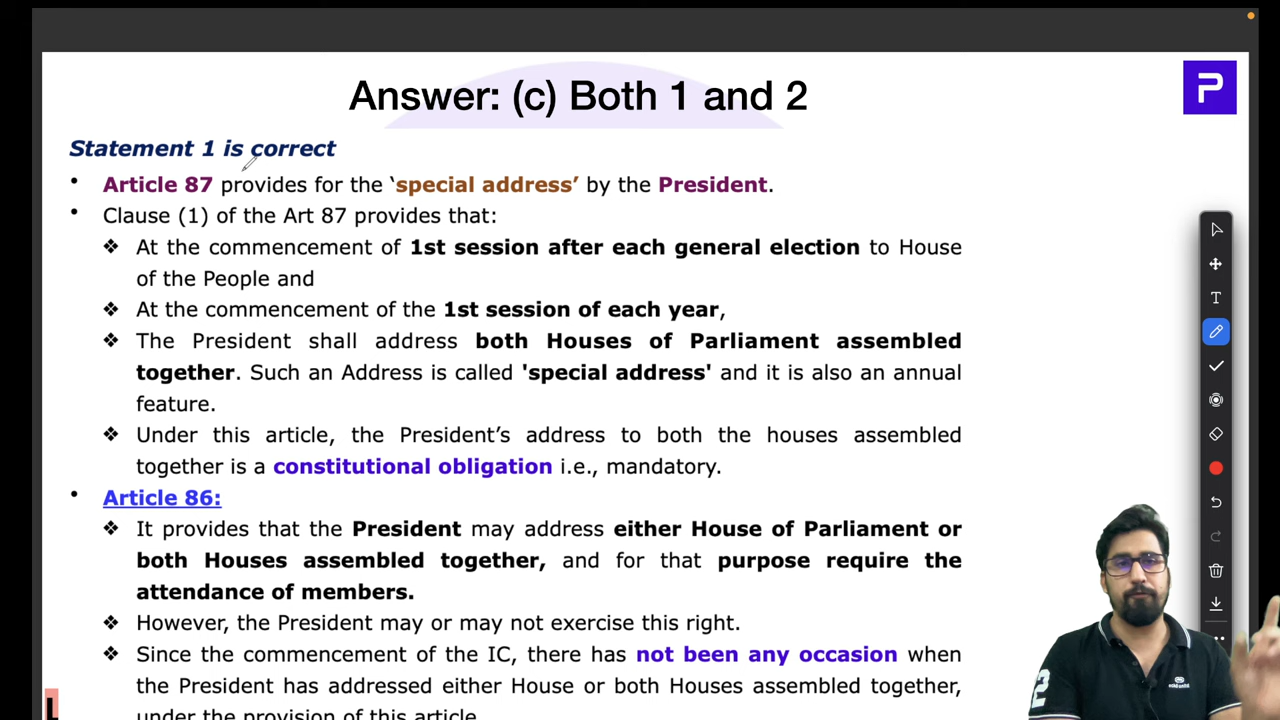 Answer: (c) Both 1 and 2
P
Statement 1 is correct
• Article 87 provides for the ‘special address’ by the President.
• Clause (1) of the Art 87 provides that:
❖ At the commencement of 1st session after each general election to House
of the People and
❖ At the commencement of the 1st session of each year,
❖ The President shall address both Houses of Parliament assembled
together. Such an Address is called 'special address' and it is also an annual
feature.
❖ Under this article, the President’s address to both the houses assembled
together is a constitutional obligation i.e., mandatory.
• Article 86:
❖ It provides that the President may address either House of Parliament or
both Houses assembled together, and for that purpose require the
attendance of members.
❖ However, the President may or may not exercise this right.
❖ Since the commencement of the IC, there has not been any occasion when
the President has addressed either House or both Houses assembled together,
under the provision of this article
T
2
L